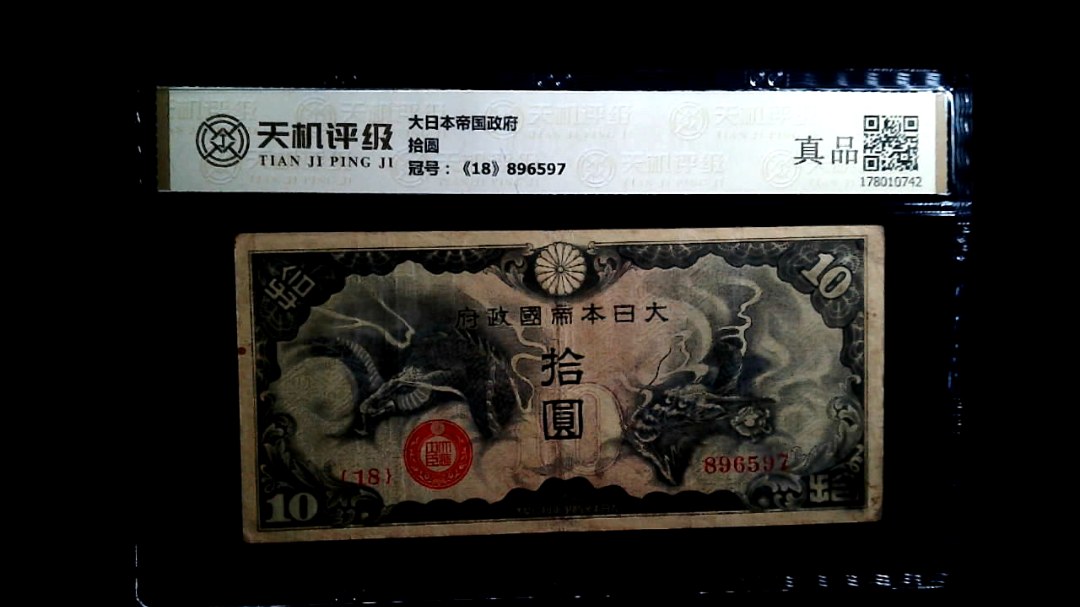 天机评级
TIAN JI PING JI
大日本帝国政府
拾圆
冠号：《18》896597
真品
178010742
拾
10
府政國帝本日大
拾
圓
10
{18}
896597
10
拾